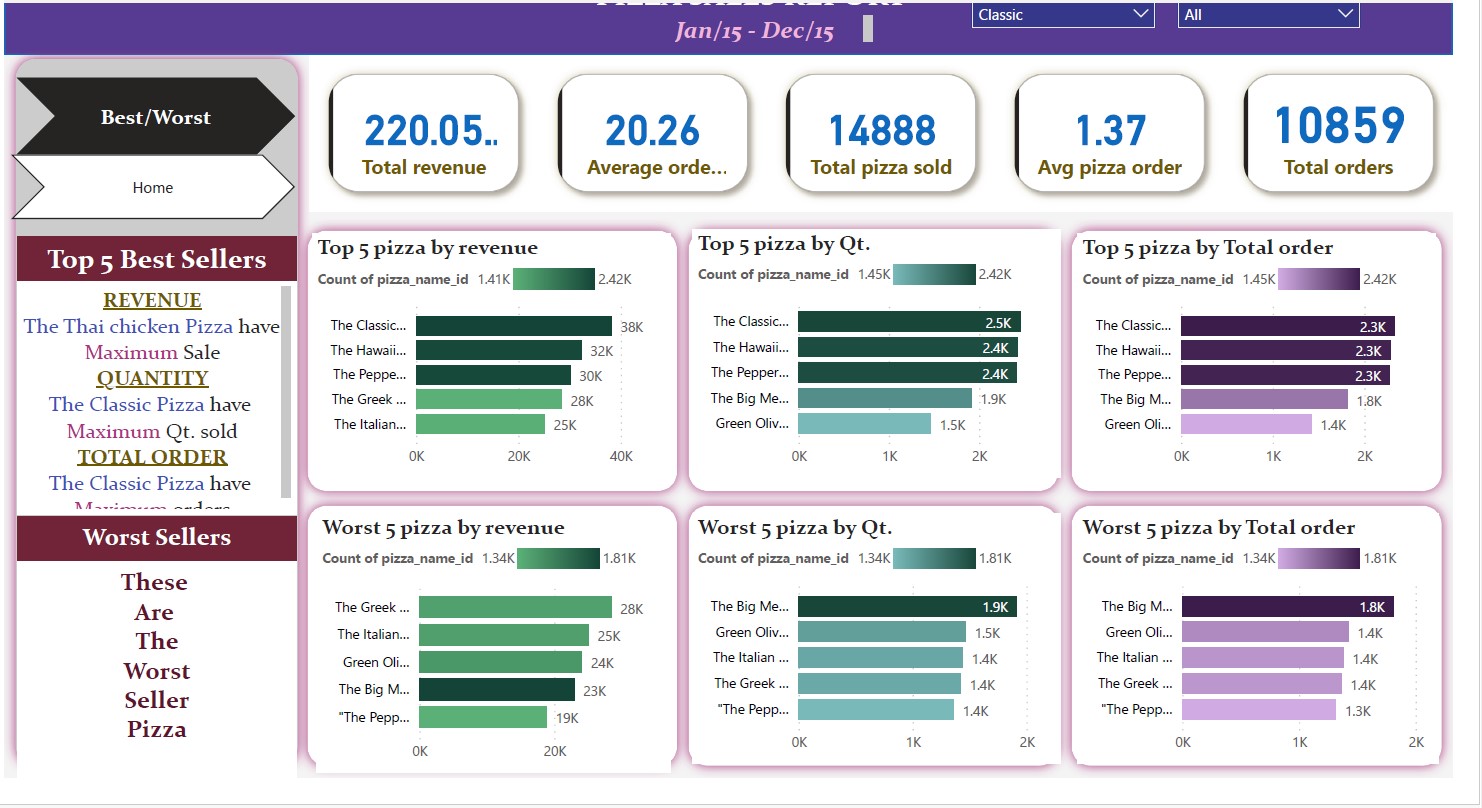 Jan/15 - Dec/15
Classic
All
Best/Worst
Home
220.05..
Total revenue
20.26
Average orde...
14888
Total pizza sold
1.37
Avg pizza order
10859
Total orders
Top 5 Best Sellers
REVENUE
The Thai chicken Pizza have
Maximum Sale
QUANTITY
The Classic Pizza have
Maximum Qt. sold
TOTAL ORDER
The Classic Pizza have
Maximum orders
Worst Sellers
These
Are
The
Worst
Seller
Pizza
Top 5 pizza by revenue
Count of pizza_name_id 1.41K 2.42K
The Classic... 38K
The Hawaii... 32K
The Peppe... 30K
The Greek ... 28K
The Italian... 25K
0K 20K 40K
Top 5 pizza by Qt.
Count of pizza_name_id 1.45K 2.42K
The Classic... 2.5K
The Hawaii... 2.4K
The Pepper... 2.4K
The Big Me... 1.9K
Green Oliv... 1.5K
0K 1K 2K
Top 5 pizza by Total order
Count of pizza_name_id 1.45K 2.42K
The Classic... 2.3K
The Hawaii... 2.3K
The Peppe... 2.3K
The Big M... 1.8K
Green Oli... 1.4K
0K 1K 2K
Worst 5 pizza by revenue
Count of pizza_name_id 1.34K 1.81K
The Greek ... 28K
The Italian... 25K
Green Oli... 24K
The Big M... 23K
"The Pepp... 19K
0K 20K
Worst 5 pizza by Qt.
Count of pizza_name_id 1.34K 1.81K
The Big Me... 1.9K
Green Oliv... 1.5K
The Italian ... 1.4K
The Greek ... 1.4K
"The Pepp... 1.4K
0K 1K 2K
Worst 5 pizza by Total order
Count of pizza_name_id 1.34K 1.81K
The Big M... 1.8K
Green Oli... 1.4K
The Italian ... 1.4K
The Greek ... 1.4K
"The Pepp... 1.3K
0K 1K 2K